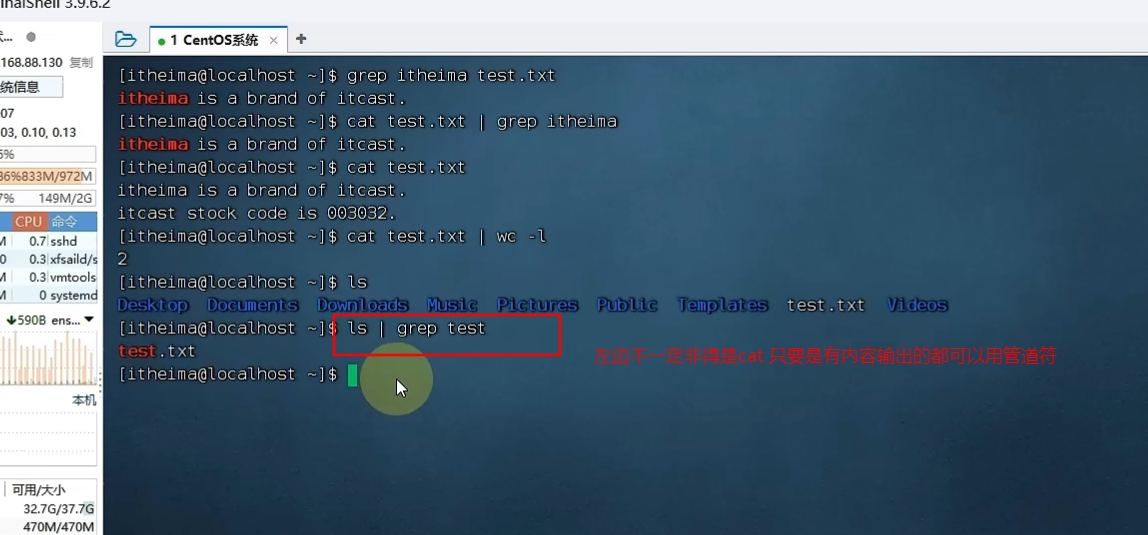 inalShell 3.9.6.2
1 CentOS系统 × +
.168.88.130 复制
统信息
07
03, 0.10, 0.13
5%
86%833M/972M
7% 149M/2G
CPU 命令
M 0.7 sshd
0 0.3 xfsaild/s
M 0.3 vmtools
M 0 systemd
590B ens...
本机
可用/大小
32.7G/37.7G
470M/470M
[itheima@localhost ~]$ grep itheima test.txt
itheima is a brand of itcast.
[itheima@localhost ~]$ cat test.txt | grep itheima
itheima is a brand of itcast.
[itheima@localhost ~]$ cat test.txt
itheima is a brand of itcast.
itcast stock code is 003032.
[itheima@localhost ~]$ cat test.txt | wc -l
2
[itheima@localhost ~]$ ls
Desktop Documents Downloads Music Pictures Public Templates test.txt Videos
[itheima@localhost ~]$ ls | grep test
test.txt
左边不一定非得是cat 只要是有内容输出的都可以用管道符
[itheima@localhost ~]$